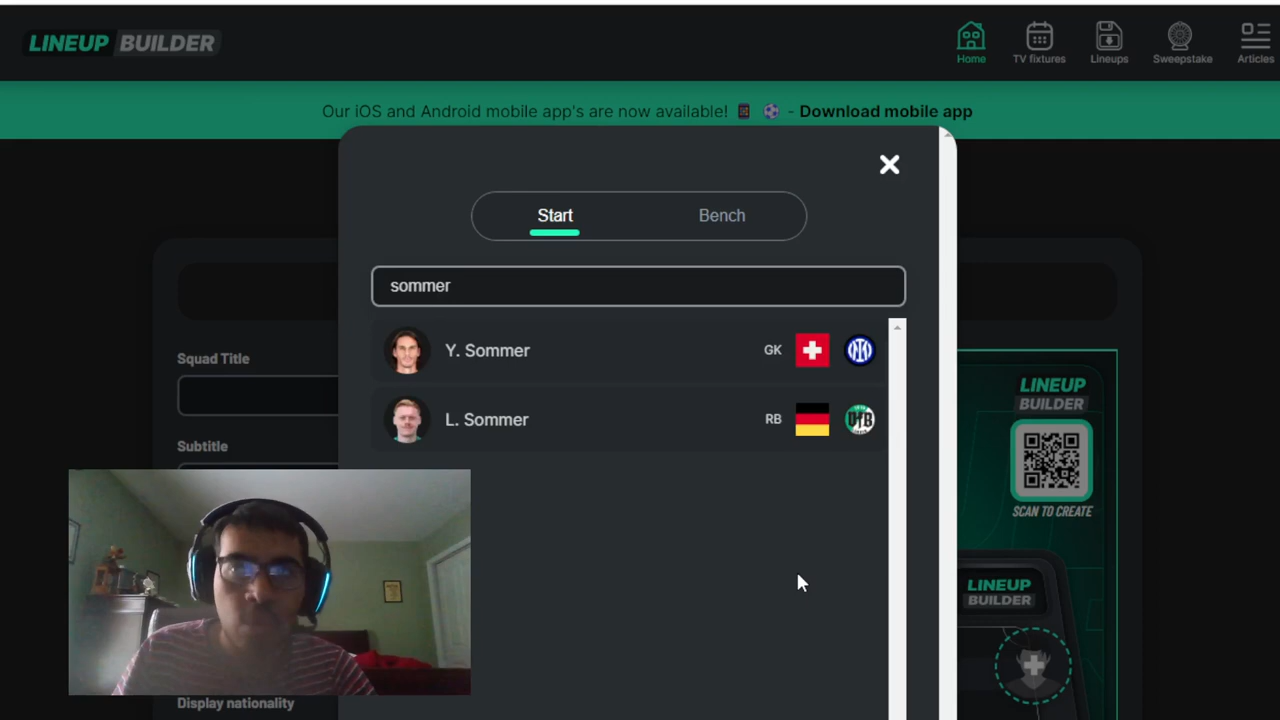 LINEUP BUILDER
Home
TV fixtures
Lineups
Sweepstake
Articles
Our iOS and Android mobile app's are now available! - Download mobile app
Start
Bench
sommer
Y. Sommer
GK
L. Sommer
RB
Squad Title
Subtitle
Display nationality
LINEUP
BUILDER
SCAN TO CREATE
LINEUP
BUILDER